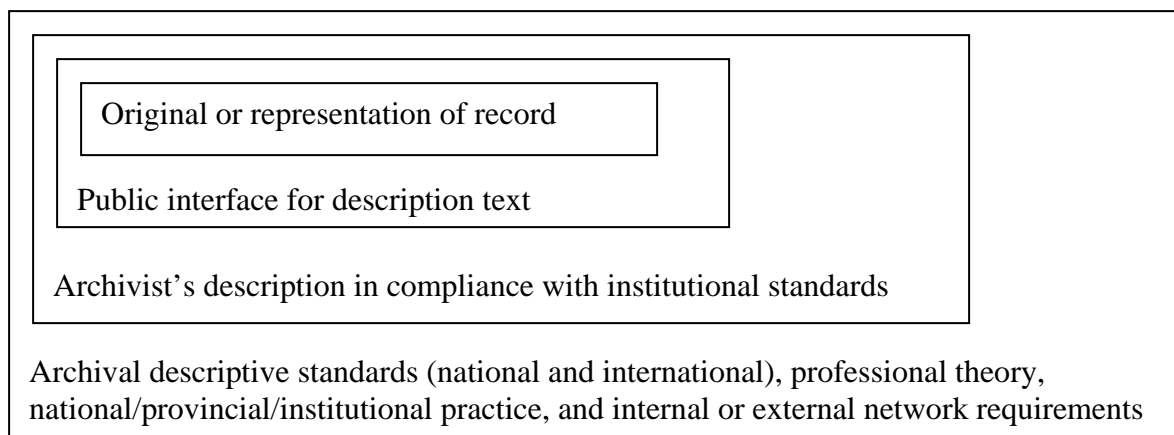 Original or representation of record
Public interface for description text
Archivist’s description in compliance with institutional standards
Archival descriptive standards (national and international), professional theory,
national/provincial/institutional practice, and internal or external network requirements